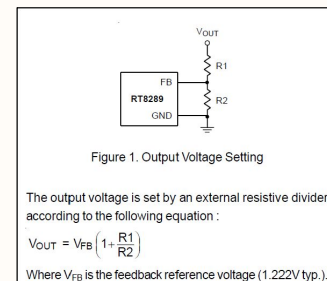 VOUT
R1
FB
RT8289
R2
GND
Figure 1. Output Voltage Setting
The output voltage is set by an external resistive divider
according to the following equation :
VOUT = VFB (1+ R1/R2)
Where VFB is the feedback reference voltage (1.222V typ.).